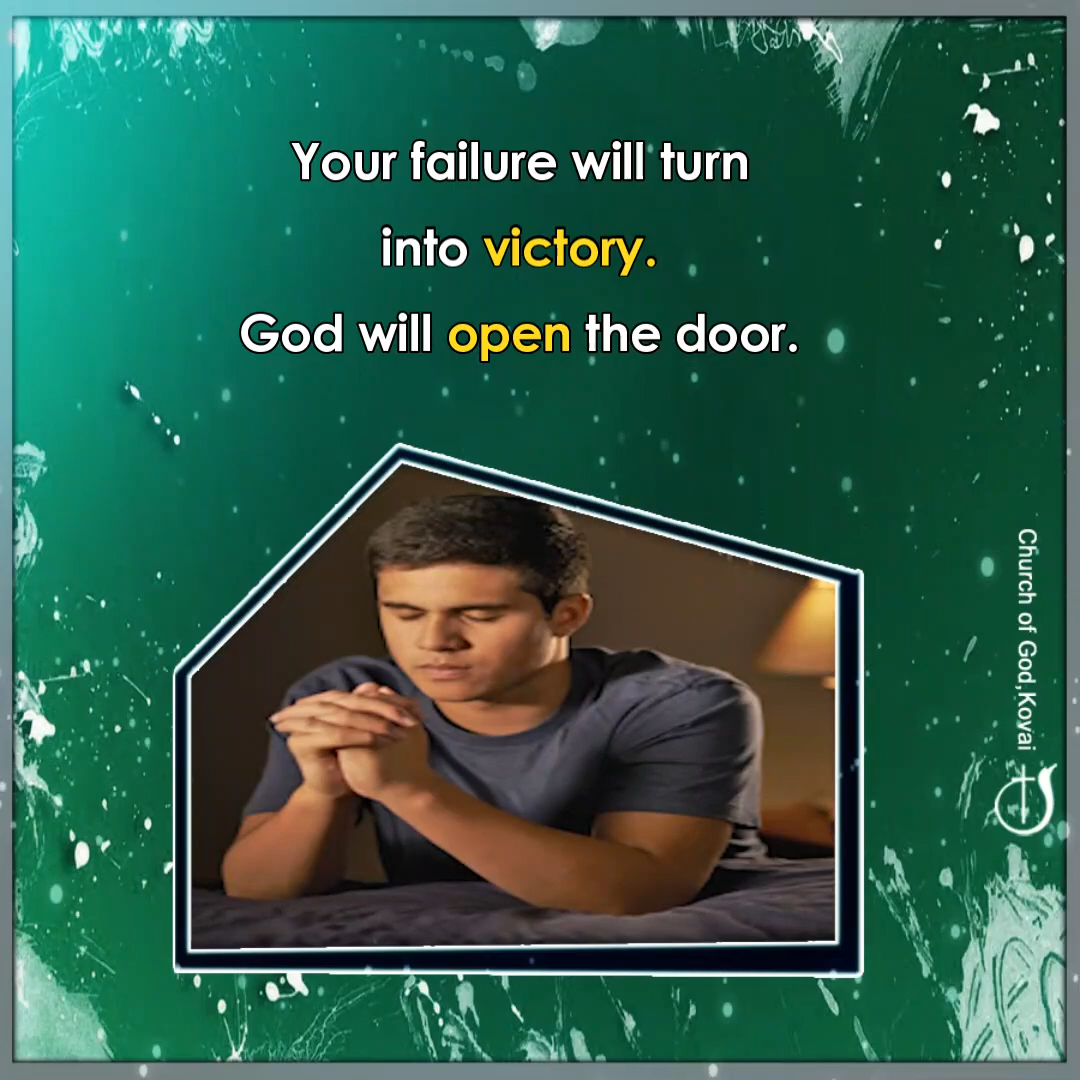 Your failure will turn
into victory.
God will open the door.
Church of God,Koyai